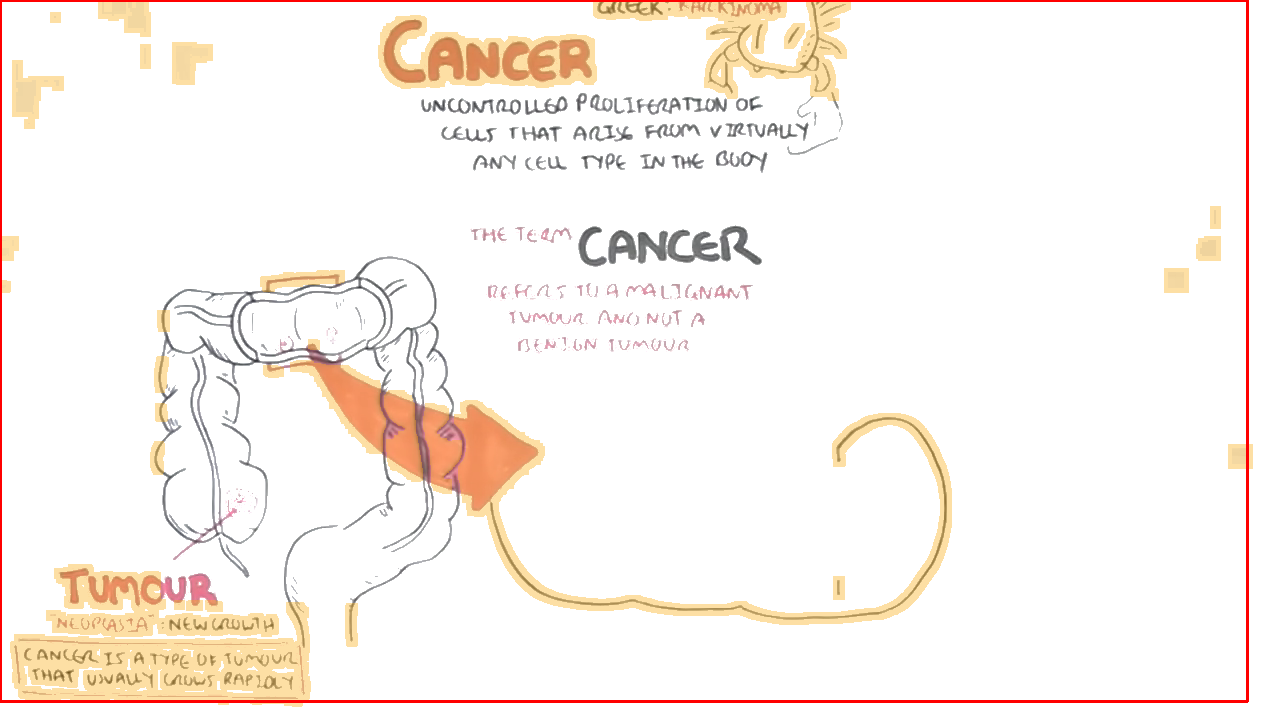 GREEK: KARKINOMA
CANCER
UNCONTROLLED PROLIFERATION OF
CELLS THAT ARISE FROM VIRTUALLY
ANY CELL TYPE IN THE BODY
THE TERM CANCER
REFERS TO A MALIGNANT
TUMOUR AND NOT A
BENIGN TUMOUR
TUMOUR
"NEOPLASIA": NEW GROWTH
CANCER IS A TYPE OF TUMOUR
THAT USUALLY GROWS RAPIDLY